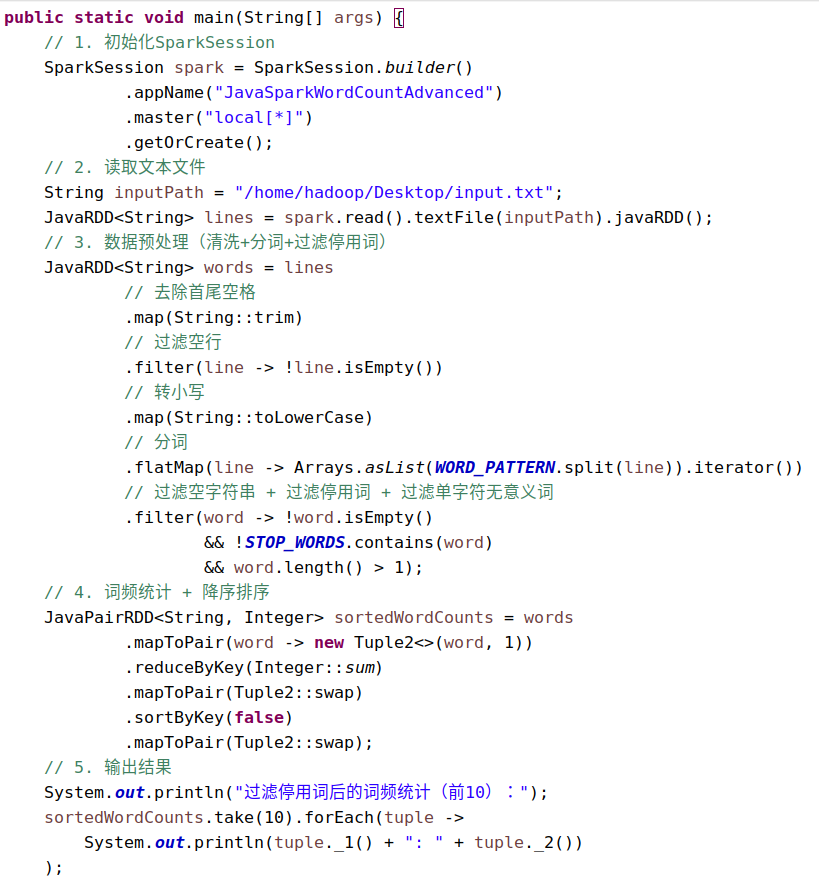 public static void main(String[] args) {
    // 1. 初始化SparkSession
    SparkSession spark = SparkSession.builder()
            .appName("JavaSparkWordCountAdvanced")
            .master("local[*]")
            .getOrCreate();
    // 2. 读取文本文件
    String inputPath = "/home/hadoop/Desktop/input.txt";
    JavaRDD<String> lines = spark.read().textFile(inputPath).javaRDD();
    // 3. 数据预处理（清洗+分词+过滤停用词）
    JavaRDD<String> words = lines
            // 去除首尾空格
            .map(String::trim)
            // 过滤空行
            .filter(line -> !line.isEmpty())
            // 转小写
            .map(String::toLowerCase)
            // 分词
            .flatMap(line -> Arrays.asList(WORD_PATTERN.split(line)).iterator())
            // 过滤空字符串 + 过滤停用词 + 过滤单字符无意义词
            .filter(word -> !word.isEmpty()
                    && !STOP_WORDS.contains(word)
                    && word.length() > 1);
    // 4. 词频统计 + 降序排序
    JavaPairRDD<String, Integer> sortedWordCounts = words
            .mapToPair(word -> new Tuple2<>(word, 1))
            .reduceByKey(Integer::sum)
            .mapToPair(Tuple2::swap)
            .sortByKey(false)
            .mapToPair(Tuple2::swap);
    // 5. 输出结果
    System.out.println("过滤停用词后的词频统计（前10）：");
    sortedWordCounts.take(10).forEach(tuple ->
        System.out.println(tuple._1() + ": " + tuple._2())
    );